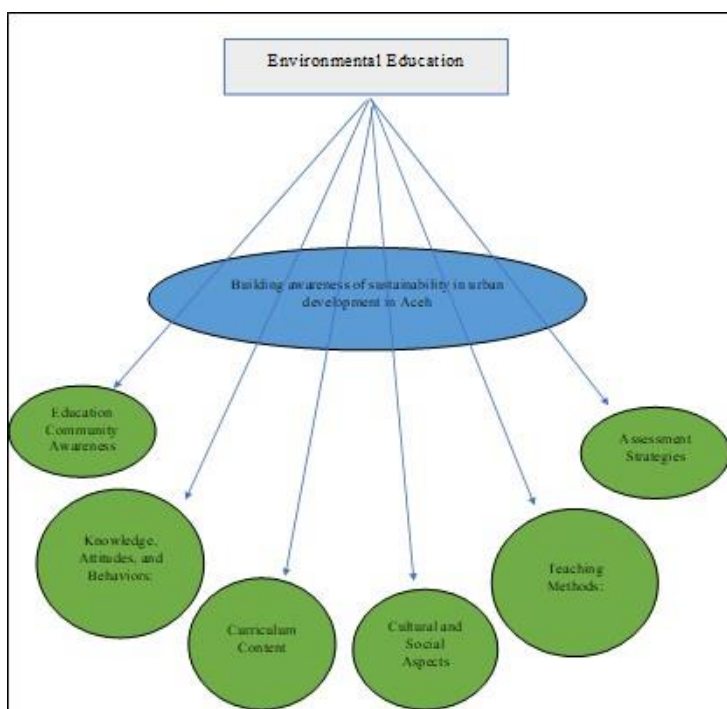 Environmental Education
Building awareness of sustainability in urban
development in Aceh
Education
Community
Awareness
Assessment
Strategies
Knowledge,
Attitudes, and
Behaviors:
Teaching
Methods:
Curriculum
Content
Cultural and
Social
Aspects